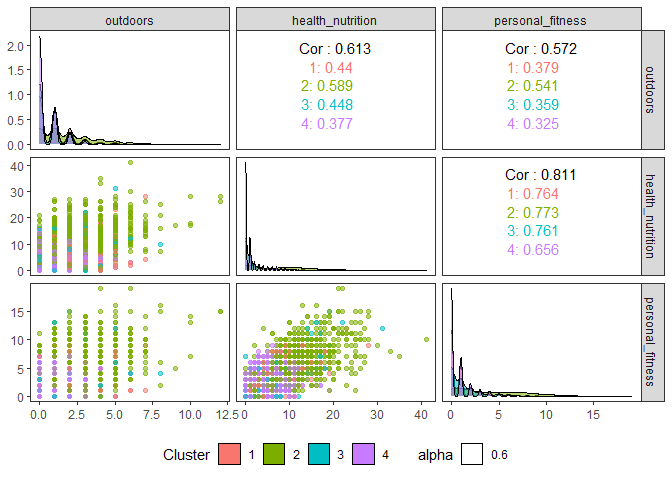 outdoors health_nutrition personal_fitness
2.0
1.5
1.0
0.5
0.0
Cor : 0.613
1: 0.44
2: 0.589
3: 0.448
4: 0.377
Cor : 0.572
1: 0.379
2: 0.541
3: 0.359
4: 0.325
outdoors
40
30
20
10
0
Cor : 0.811
1: 0.764
2: 0.773
3: 0.761
4: 0.656
health_nutrition
15
10
5
0
personal_fitness
0.0 2.5 5.0 7.5 10.0 12.5 0 10 20 30 40 0 5 10 15
Cluster 1 2 3 4 alpha 0.6